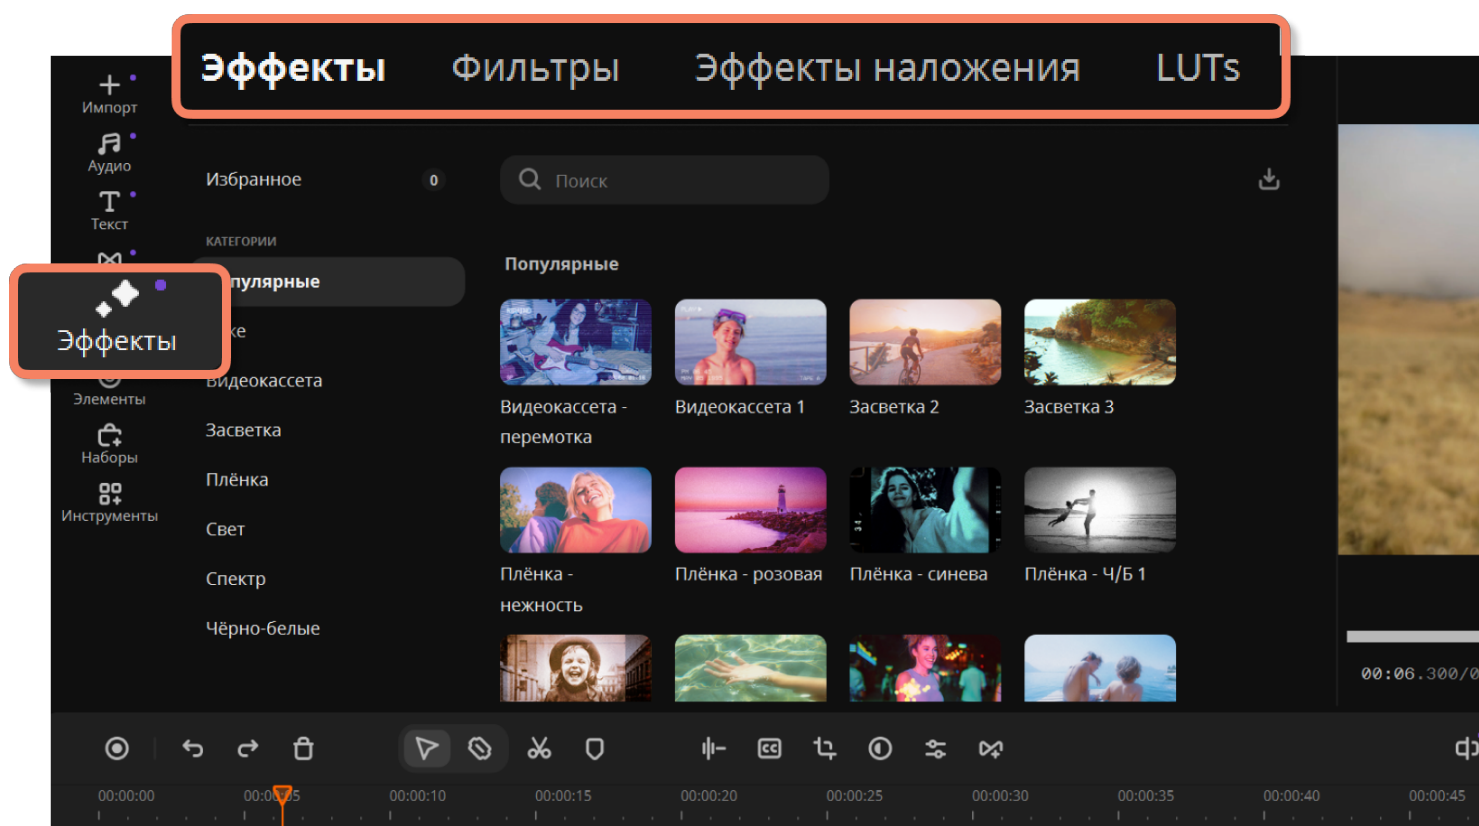 Эффекты Фильтры Эффекты наложения LUTs
Импорт
Аудио
Текст
Эффекты
Элементы
Наборы
Инструменты
Избранное 0
КАТЕГОРИИ
пулярные
Видеокассета
Засветка
Плёнка
Свет
Спектр
Чёрно-белые
Поиск
Популярные
Видеокассета -
перемотка
Видеокассета 1
Засветка 2
Засветка 3
Плёнка -
нежность
Плёнка - розовая
Плёнка - синева
Плёнка - Ч/Б 1
00:06.300/0
00:00:00 00:00:05 00:00:10 00:00:15 00:00:20 00:00:25 00:00:30 00:00:35 00:00:40 00:00:45